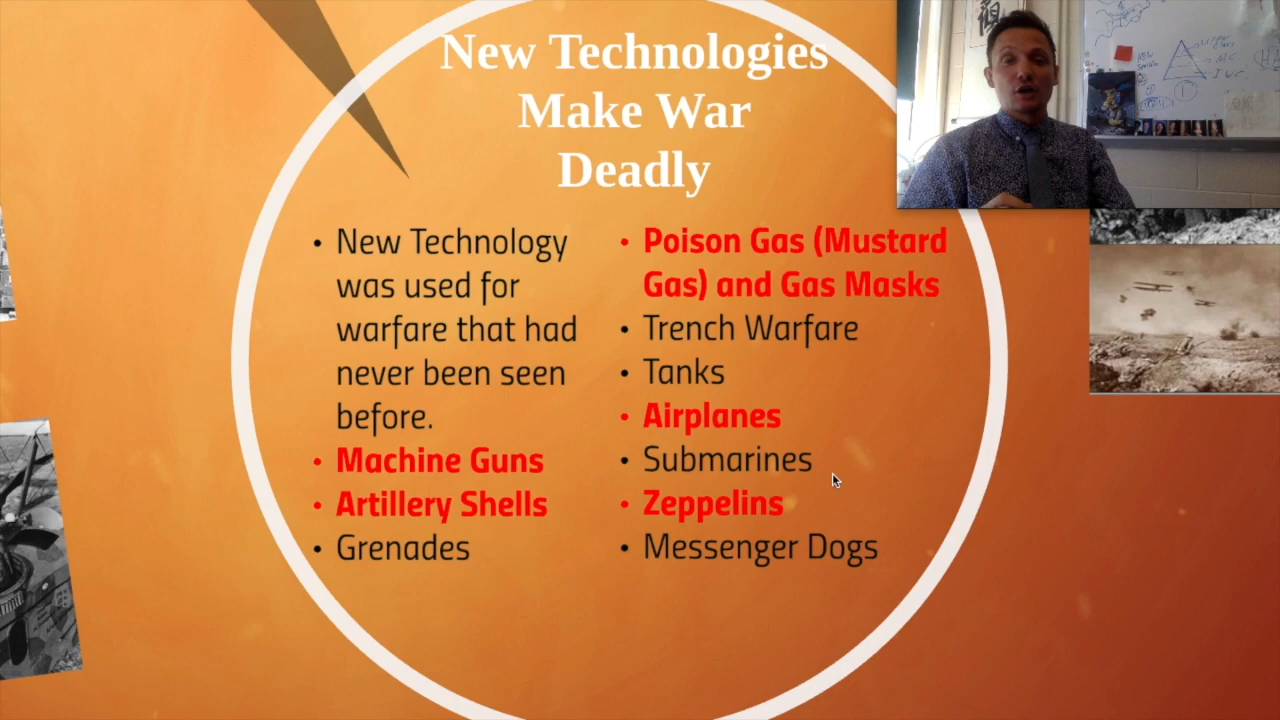 New Technologies
Make War
Deadly
• New Technology
was used for
warfare that had
never been seen
before.
• Machine Guns
• Artillery Shells
• Grenades
• Poison Gas (Mustard
Gas) and Gas Masks
• Trench Warfare
• Tanks
• Airplanes
• Submarines
• Zeppelins
• Messenger Dogs
觀